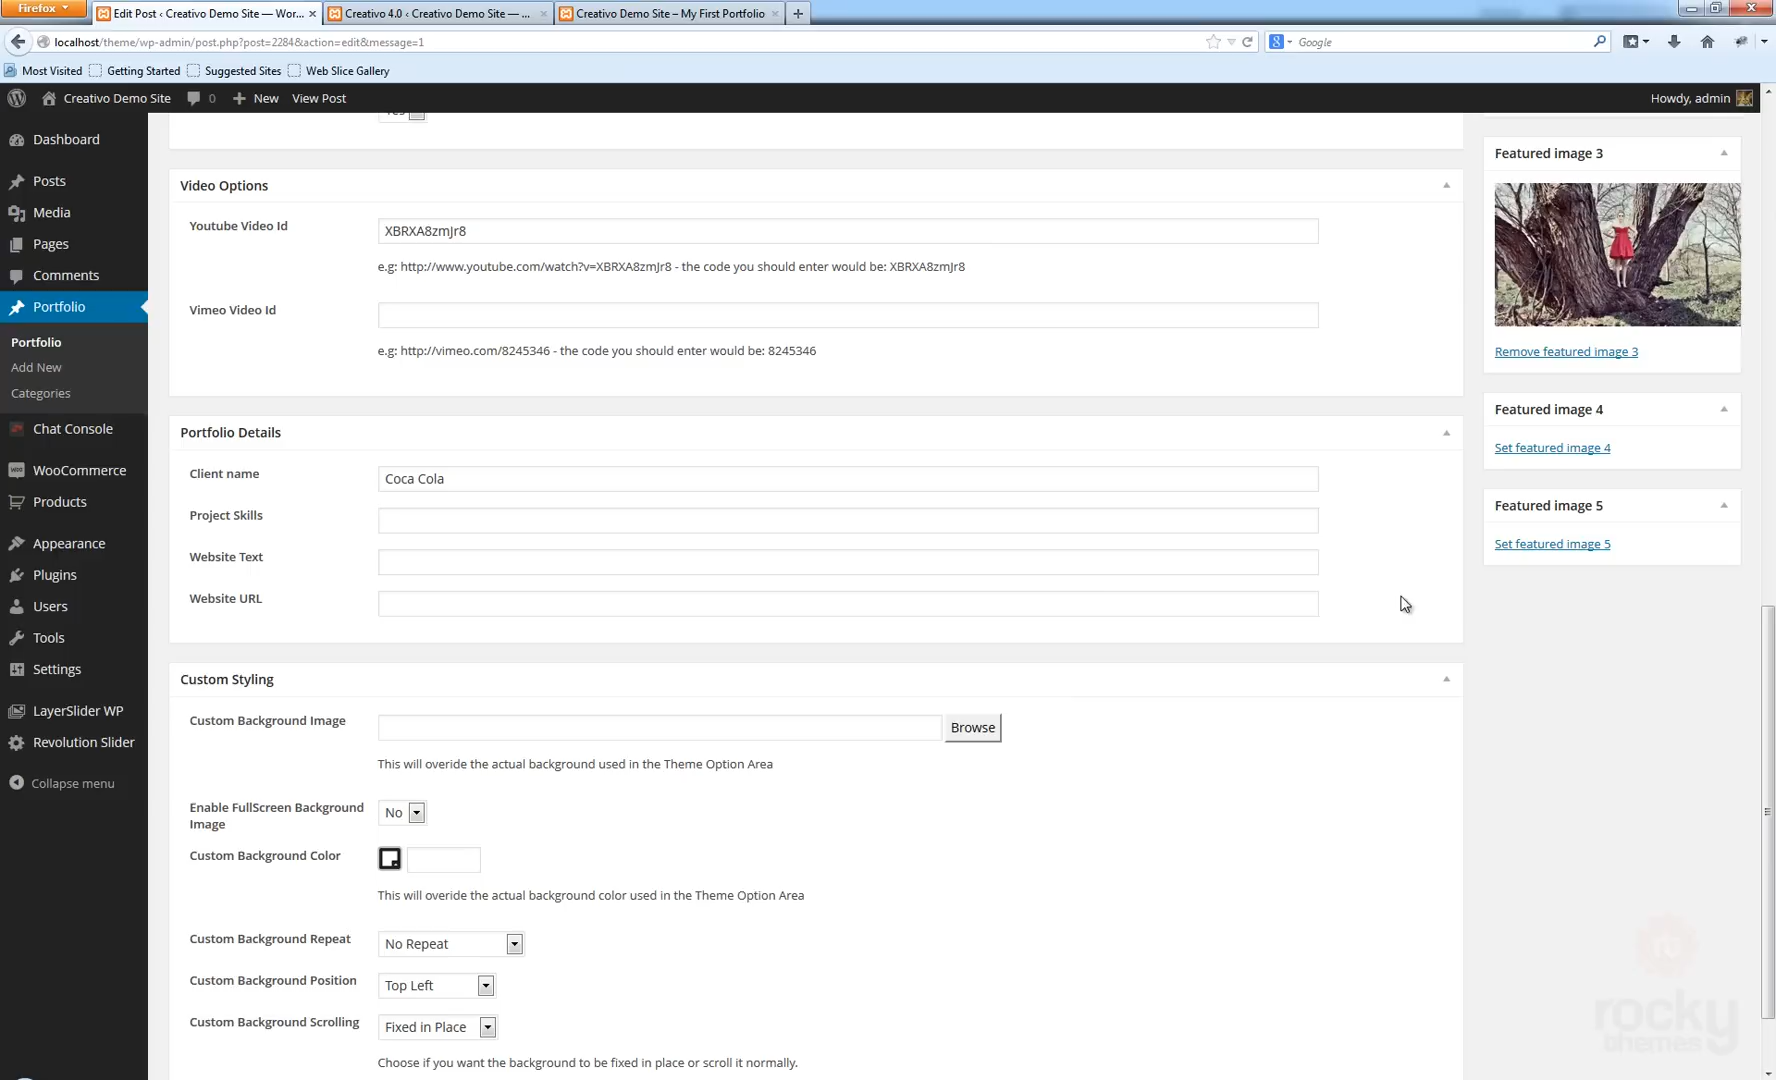 Firefox
Edit Post ‹ Creativo Demo Site — Wor...
Creativo 4.0 ‹ Creativo Demo Site — ...
Creativo Demo Site – My First Portfolio
localhost/theme/wp-admin/post.php?post=2284&action=edit&message=1
Google
Most Visited
Getting Started
Suggested Sites
Web Slice Gallery
Creativo Demo Site
0
New
View Post
Howdy, admin
Dashboard
Posts
Media
Pages
Comments
Portfolio
Portfolio
Add New
Categories
Chat Console
WooCommerce
Products
Appearance
Plugins
Users
Tools
Settings
LayerSlider WP
Revolution Slider
Collapse menu
Yes
Video Options
Youtube Video Id
XBRXA8zmJr8
e.g: http://www.youtube.com/watch?v=XBRXA8zmJr8 - the code you should enter would be: XBRXA8zmJr8
Vimeo Video Id
e.g: http://vimeo.com/8245346 - the code you should enter would be: 8245346
Portfolio Details
Client name
Coca Cola
Project Skills
Website Text
Website URL
Custom Styling
Custom Background Image
Browse
This will overide the actual background used in the Theme Option Area
Enable FullScreen Background
Image
No
Custom Background Color
This will overide the actual background color used in the Theme Option Area
Custom Background Repeat
No Repeat
Custom Background Position
Top Left
Custom Background Scrolling
Fixed in Place
Choose if you want the background to be fixed in place or scroll it normally.
Featured image 3
Remove featured image 3
Featured image 4
Set featured image 4
Featured image 5
Set featured image 5
rocky
themes